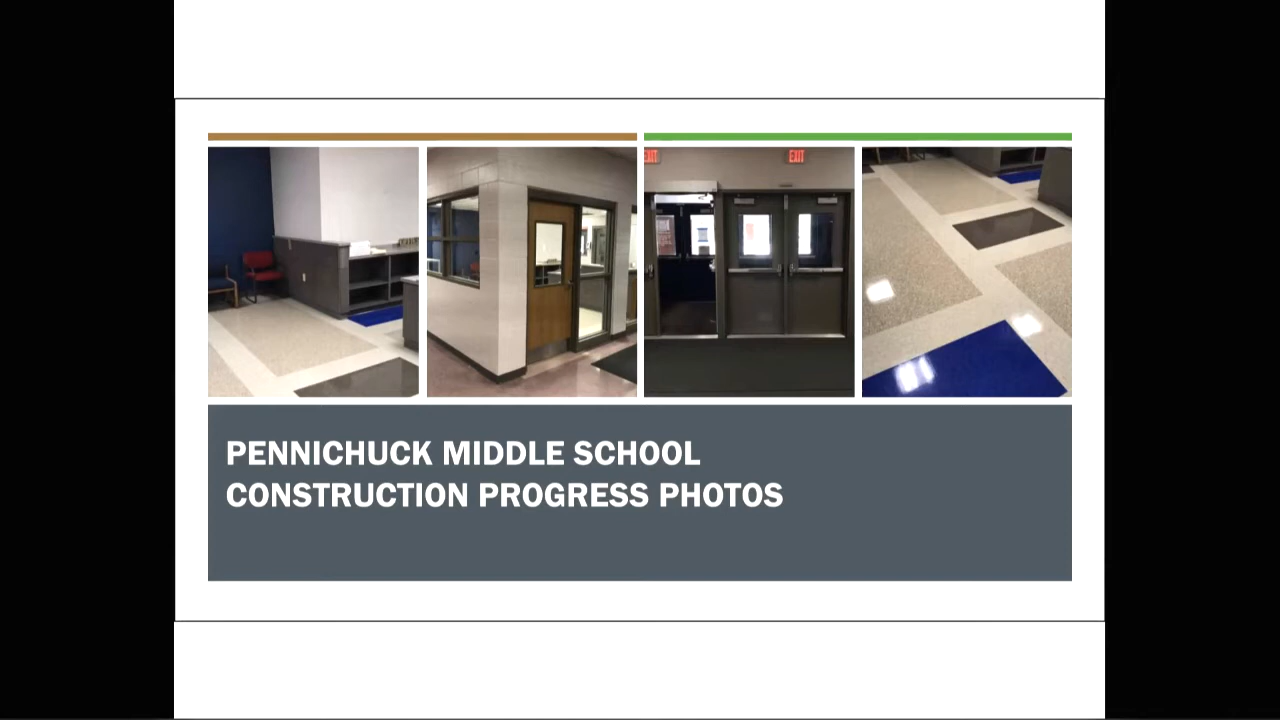 EXIT
EXIT
PENNICHUCK MIDDLE SCHOOL
CONSTRUCTION PROGRESS PHOTOS